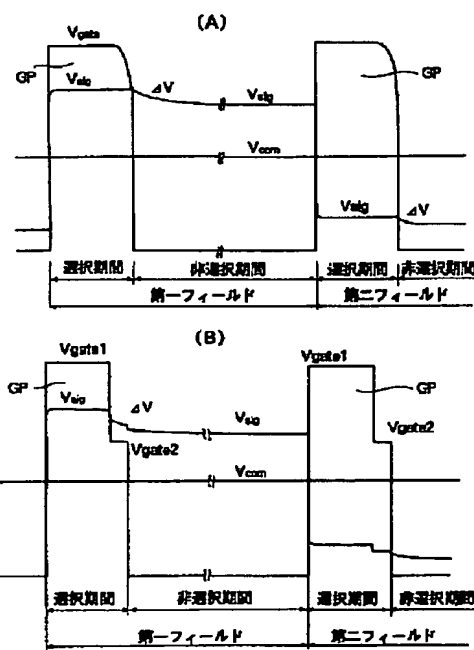 (A)
Vgate
GP
Vsig
⊿V
Vsig
GP
Vcom
Vsig
⊿V
選択期間
非選択期間
選択期間
非選択期間
第一フィールド
第二フィールド
(B)
Vgate1
Vgate1
GP
Vsig
⊿V
Vsig
GP
Vgate2
Vgate2
Vcom
選択期間
非選択期間
選択期間
非選択期間
第一フィールド
第二フィールド